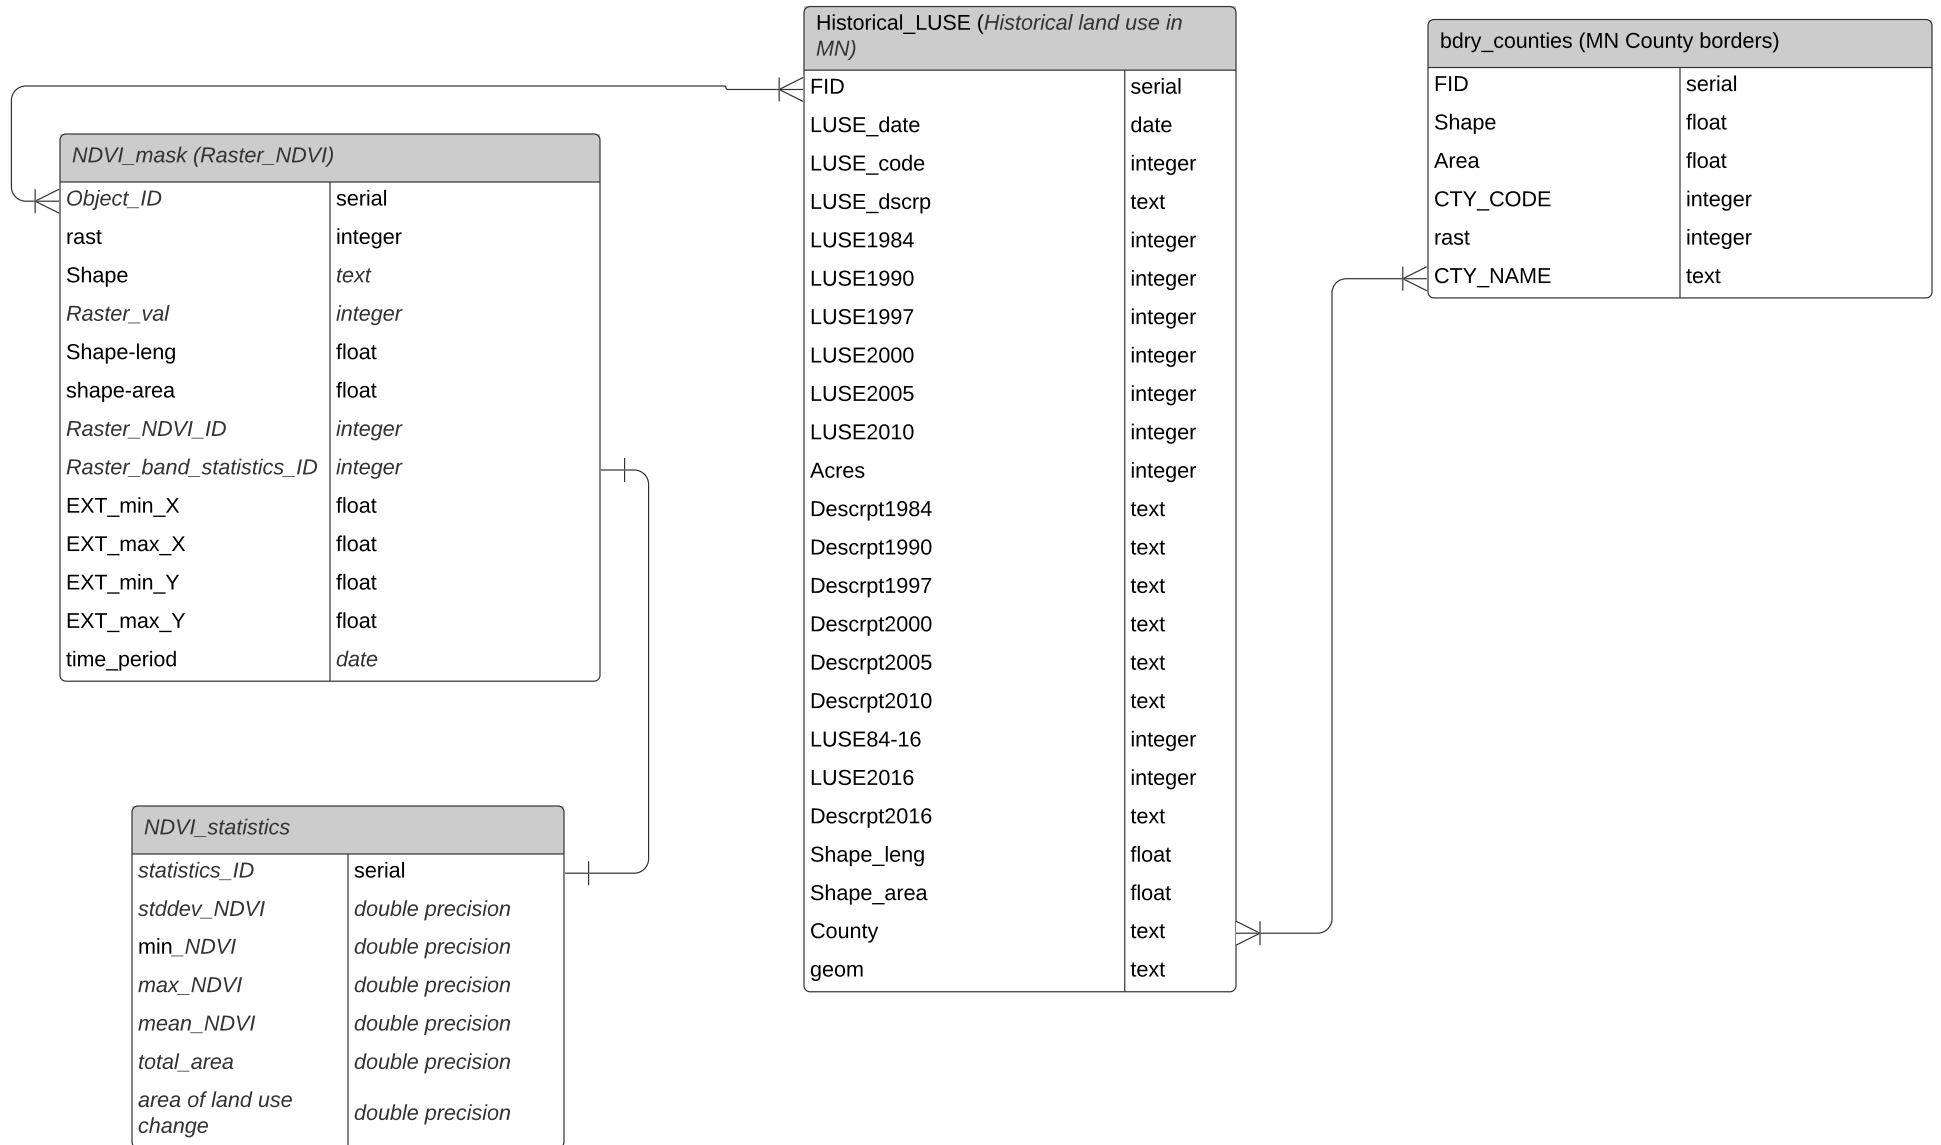 Historical_LUSE (Historical land use in
MN)
FID serial
LUSE_date date
LUSE_code integer
LUSE_dscrp text
LUSE1984 integer
LUSE1990 integer
LUSE1997 integer
LUSE2000 integer
LUSE2005 integer
LUSE2010 integer
Acres integer
Descrpt1984 text
Descrpt1990 text
Descrpt1997 text
Descrpt2000 text
Descrpt2005 text
Descrpt2010 text
LUSE84-16 integer
LUSE2016 integer
Descrpt2016 text
Shape_leng float
Shape_area float
County text
geom text
bdry_counties (MN County borders)
FID serial
Shape float
Area float
CTY_CODE integer
rast integer
CTY_NAME text
NDVI_mask (Raster_NDVI)
Object_ID serial
rast integer
Shape text
Raster_val integer
Shape-leng float
shape-area float
Raster_NDVI_ID integer
Raster_band_statistics_ID integer
EXT_min_X float
EXT_max_X float
EXT_min_Y float
EXT_max_Y float
time_period date
NDVI_statistics
statistics_ID serial
stddev_NDVI double precision
min_NDVI double precision
max_NDVI double precision
mean_NDVI double precision
total_area double precision
area of land use
change double precision